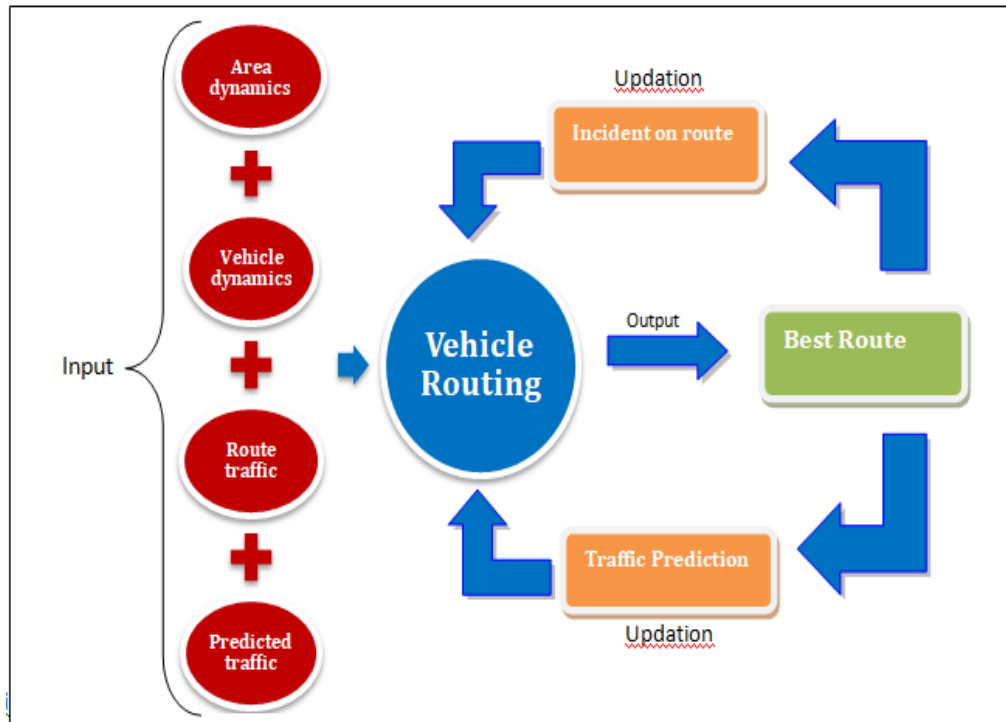 Area
dynamics
Vehicle
dynamics
Route
traffic
Predicted
traffic
Input
Vehicle
Routing
Output
Best Route
Updation
Incident on route
Traffic Prediction
Updation